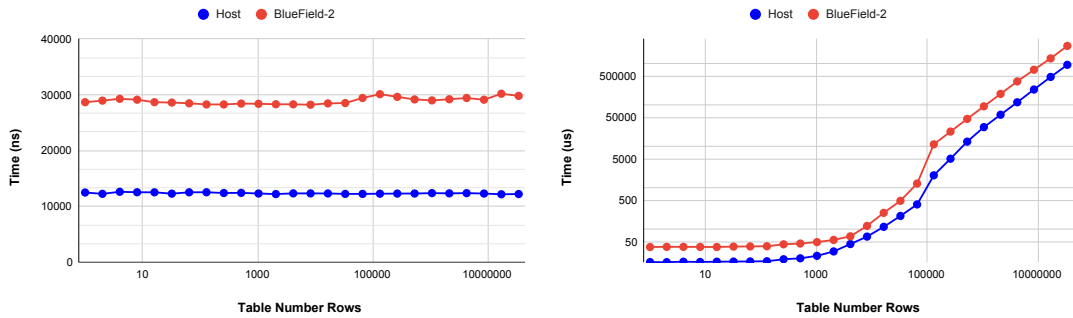 Host BlueField-2
40000
30000
20000
10000
0
Time (ns)
10 1000 100000 10000000
Table Number Rows
Host BlueField-2
500000
50000
5000
500
50
Time (us)
10 1000 100000 10000000
Table Number Rows